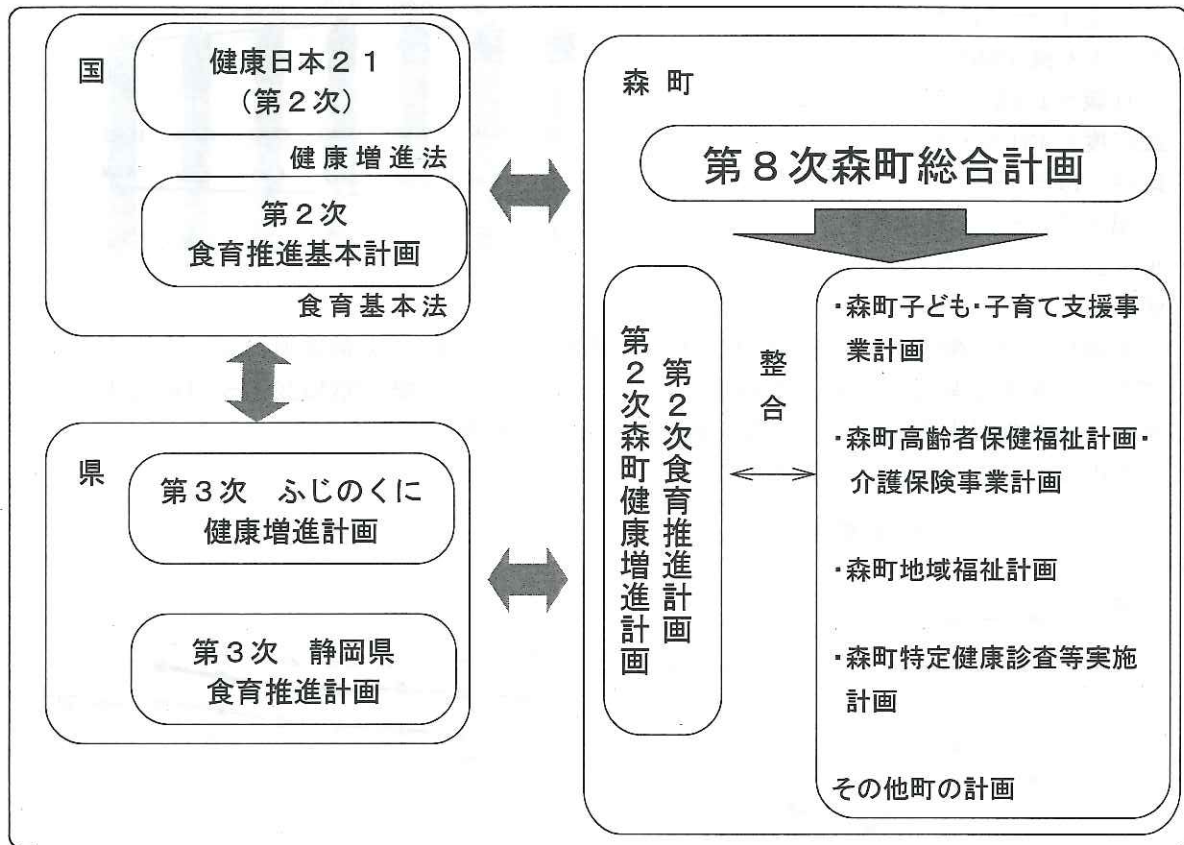 国
健康日本２１
（第２次）
健康増進法
第２次
食育推進基本計画
食育基本法
県
第３次　ふじのくに
健康増進計画
第３次　静岡県
食育推進計画
森町
第８次森町総合計画
第２次食育推進計画
第２次森町健康増進計画
整合
・森町子ども・子育て支援事
業計画
・森町高齢者保健福祉計画・
介護保険事業計画
・森町地域福祉計画
・森町特定健康診査等実施
計画
その他町の計画